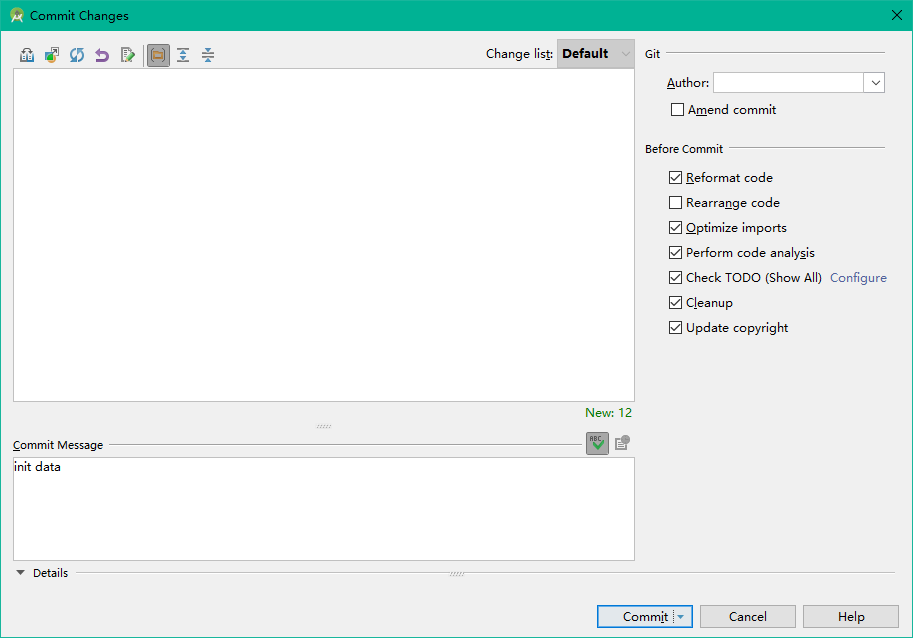 Commit Changes
Change list: Default
Git
Author:
Amend commit
Before Commit
Reformat code
Rearrange code
Optimize imports
Perform code analysis
Check TODO (Show All) Configure
Cleanup
Update copyright
New: 12
Commit Message
ABC
init data
Details
Commit
Cancel
Help